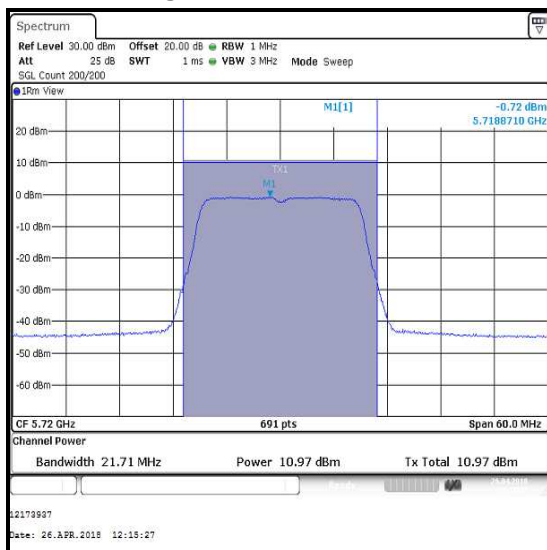 Spectrum
Ref Level 30.00 dBm Offset 20.00 dB RBW 1 MHz
Att 25 dB SWT 1 ms VBW 3 MHz Mode Sweep
SGL Count 200/200
1Rm View
M1[1] -0.72 dBm
5.7188710 GHz
20 dBm
10 dBm
TX1
M1
0 dBm
-10 dBm
-20 dBm
-30 dBm
-40 dBm
-50 dBm
-60 dBm
CF 5.72 GHz 691 pts Span 60.0 MHz
Channel Power
Bandwidth 21.71 MHz Power 10.97 dBm Tx Total 10.97 dBm
Ready 26.04.2018
12173937
Date: 26.APR.2018 12:15:27